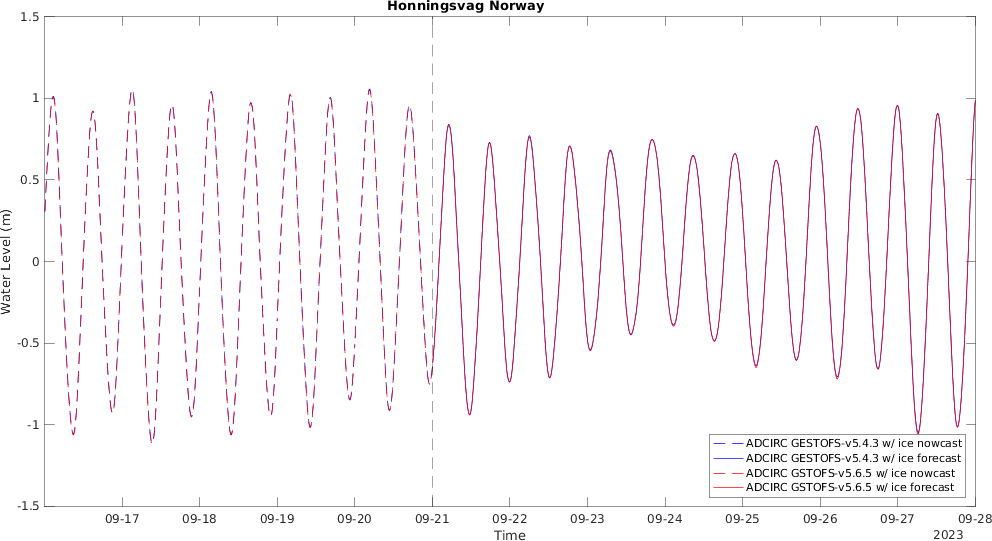 Honningsvag Norway
1.5
1
0.5
0
-0.5
-1
-1.5
Water Level (m)
09-17 09-18 09-19 09-20 09-21 09-22 09-23 09-24 09-25 09-26 09-27 09-28
Time
2023
ADCIRC GESTOFS-v5.4.3 w/ ice nowcast
ADCIRC GESTOFS-v5.4.3 w/ ice forecast
ADCIRC GSTOFS-v5.6.5 w/ ice nowcast
ADCIRC GSTOFS-v5.6.5 w/ ice forecast